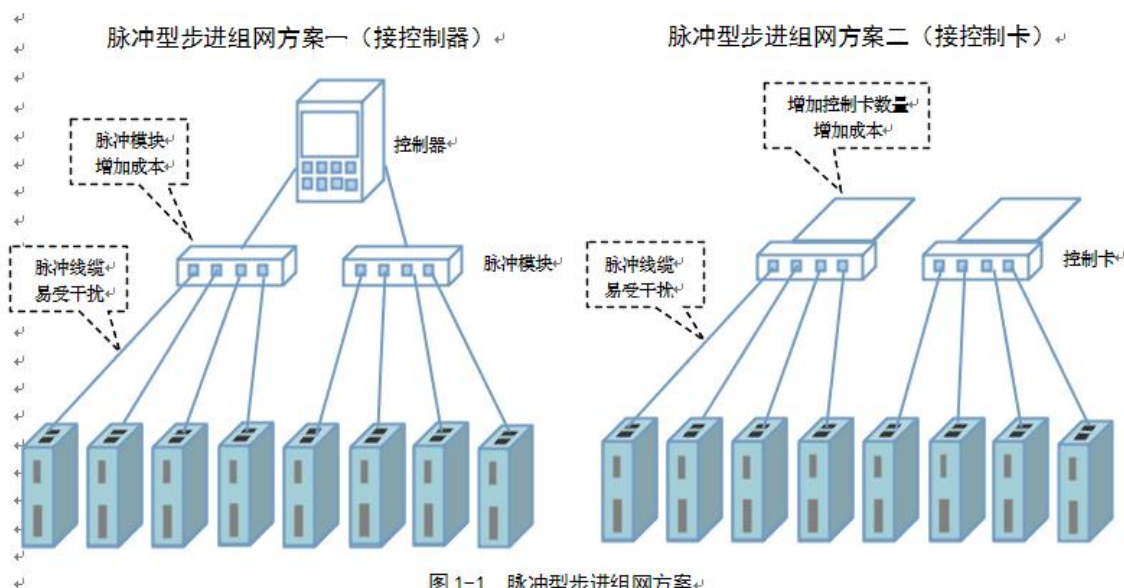 脉冲型步进组网方案一（接控制器）
脉冲型步进组网方案二（接控制卡）
脉冲模块
增加成本
控制器
脉冲线缆
易受干扰
脉冲模块
增加控制卡数量
增加成本
脉冲线缆
易受干扰
控制卡
图 1-1 脉冲型步进组网方案